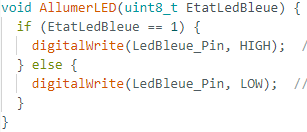 void AllumerLED(uint8_t EtatLedBleue) {
  if (EtatLedBleue == 1) {
    digitalWrite(LedBleue_Pin, HIGH);  /
  } else {
    digitalWrite(LedBleue_Pin, LOW);  //
  }
}